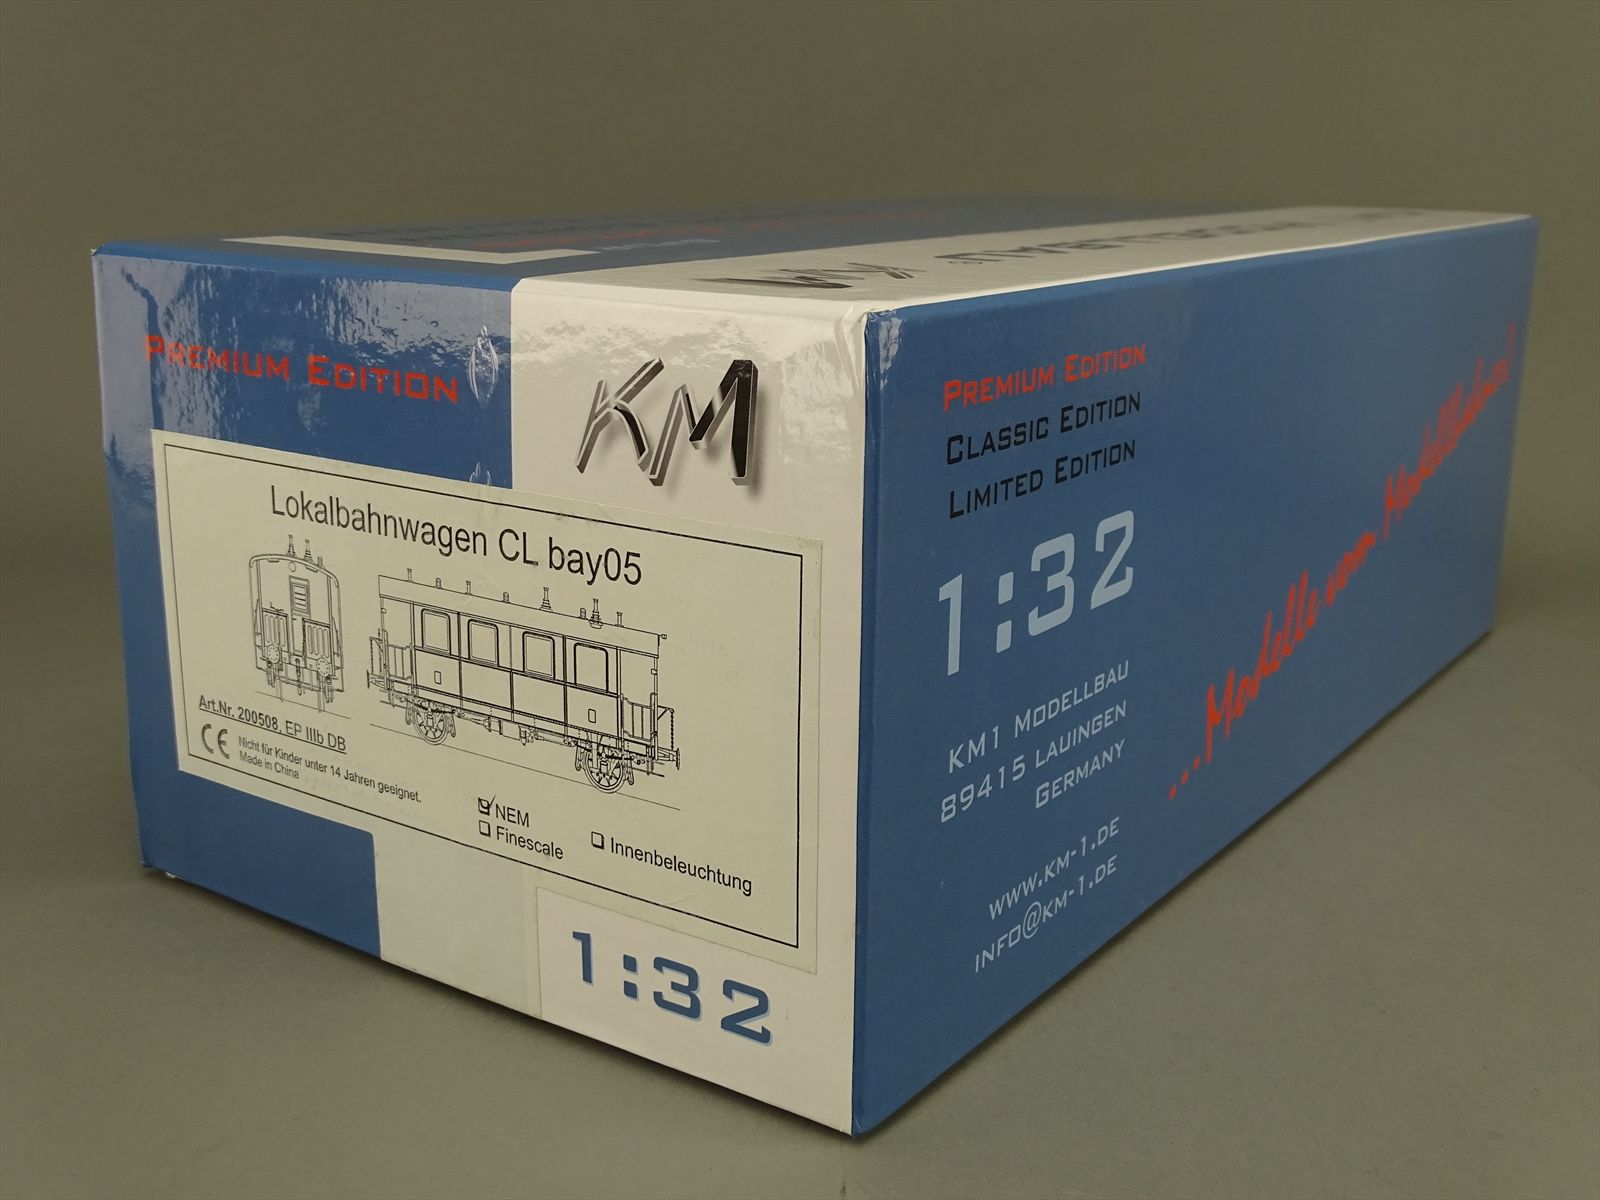 PREMIUM EDITION
KM
Lokalbahnwagen CL bay05
Art.Nr. 200508, EP IIIb DB
CE
Nicht für Kinder unter 14 Jahren geeignet.
Made in China
NEM
Finescale
Innenbeleuchtung
1:32
PREMIUM EDITION
CLASSIC EDITION
LIMITED EDITION
1:32
KM1 MODELLBAU
89415 LAUINGEN
GERMANY
WWW.KM-1.DE
INFO@KM-1.DE
...Modelle vom Modellbahner!